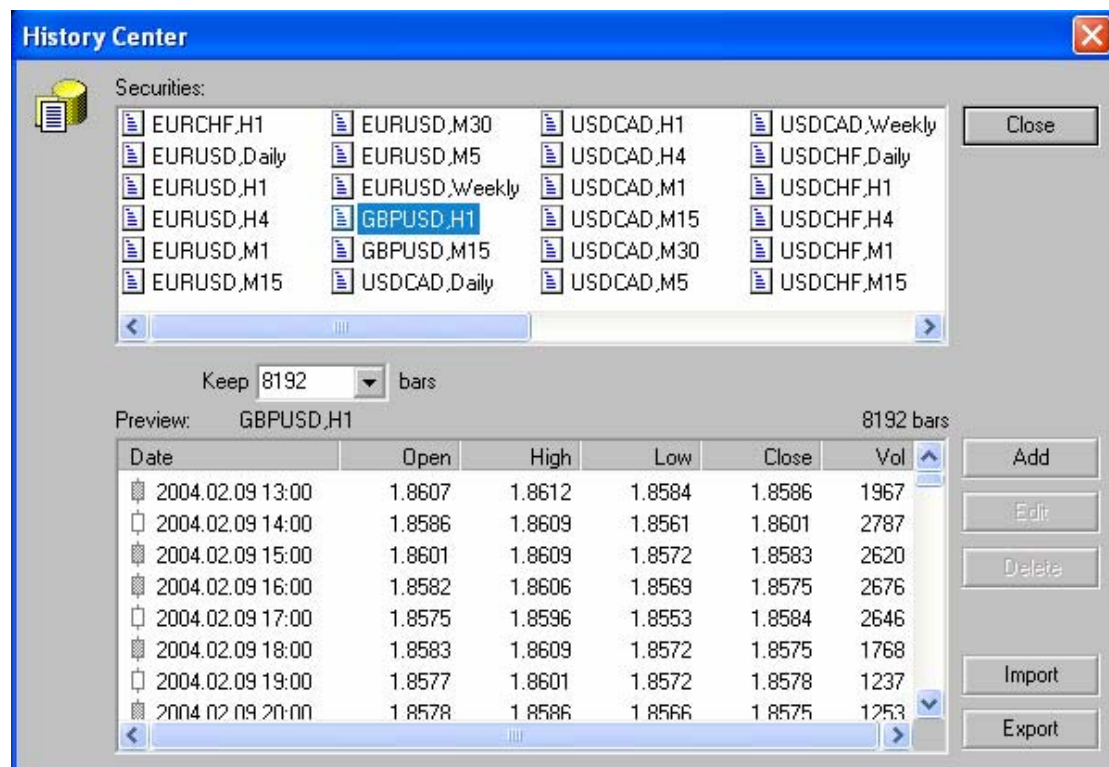 History Center
Securities:
EURCHF,H1 EURUSD,M30 USDCAD,H1 USDCAD,Weekly Close
EURUSD,Daily EURUSD,M5 USDCAD,H4 USDCHF,Daily
EURUSD,H1 EURUSD,Weekly USDCAD,M1 USDCHF,H1
EURUSD,H4 GBPUSD,H1 USDCAD,M15 USDCHF,H4
EURUSD,M1 GBPUSD,M15 USDCAD,M30 USDCHF,M1
EURUSD,M15 USDCAD,Daily USDCAD,M5 USDCHF,M15
Keep 8192 bars
Preview: GBPUSD,H1 8192 bars
Date Open High Low Close Vol Add
2004.02.09 13:00 1.8607 1.8612 1.8584 1.8586 1967
2004.02.09 14:00 1.8586 1.8609 1.8561 1.8601 2787 Edit
2004.02.09 15:00 1.8601 1.8609 1.8572 1.8583 2620 Delete
2004.02.09 16:00 1.8582 1.8606 1.8569 1.8575 2676
2004.02.09 17:00 1.8575 1.8596 1.8553 1.8584 2646
2004.02.09 18:00 1.8583 1.8609 1.8572 1.8575 1768
2004.02.09 19:00 1.8577 1.8601 1.8572 1.8578 1237 Import
2004.02.09 20:00 1.8578 1.8586 1.8566 1.8575 1253
Export